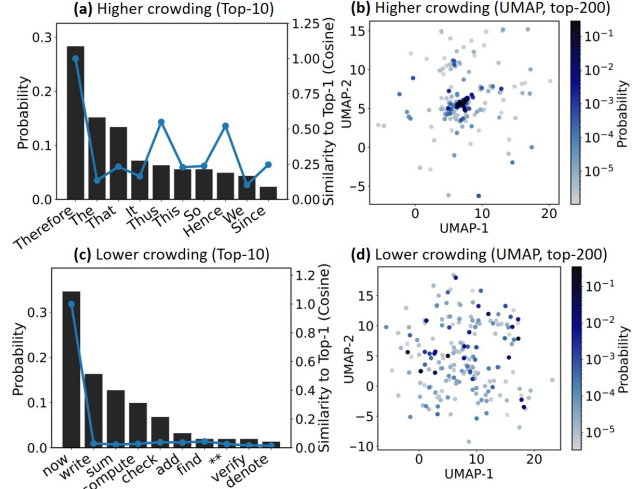 (a) Higher crowding (Top-10)
0.3
0.2
0.1
0.0
Probability
1.25
1.00
0.75
0.50
0.25
0.00
Similarity to Top-1 (Cosine)
Therefore
The
That
It
Thus
This
So
Hence
We
Since
(b) Higher crowding (UMAP, top-200)
15
10
5
0
−5
UMAP-2
0
10
20
UMAP-1
10⁻¹
10⁻²
10⁻³
10⁻⁴
10⁻⁵
Probability
(c) Lower crowding (Top-10)
0.3
0.2
0.1
0.0
Probability
1.2
1.0
0.8
0.6
0.4
0.2
0.0
Similarity to Top-1 (Cosine)
now
write
sum
compute
check
add
find
**
verify
denote
(d) Lower crowding (UMAP, top-200)
15
10
5
0
−5
−10
UMAP-2
0
10
20
UMAP-1
10⁻¹
10⁻²
10⁻³
10⁻⁴
10⁻⁵
Probability